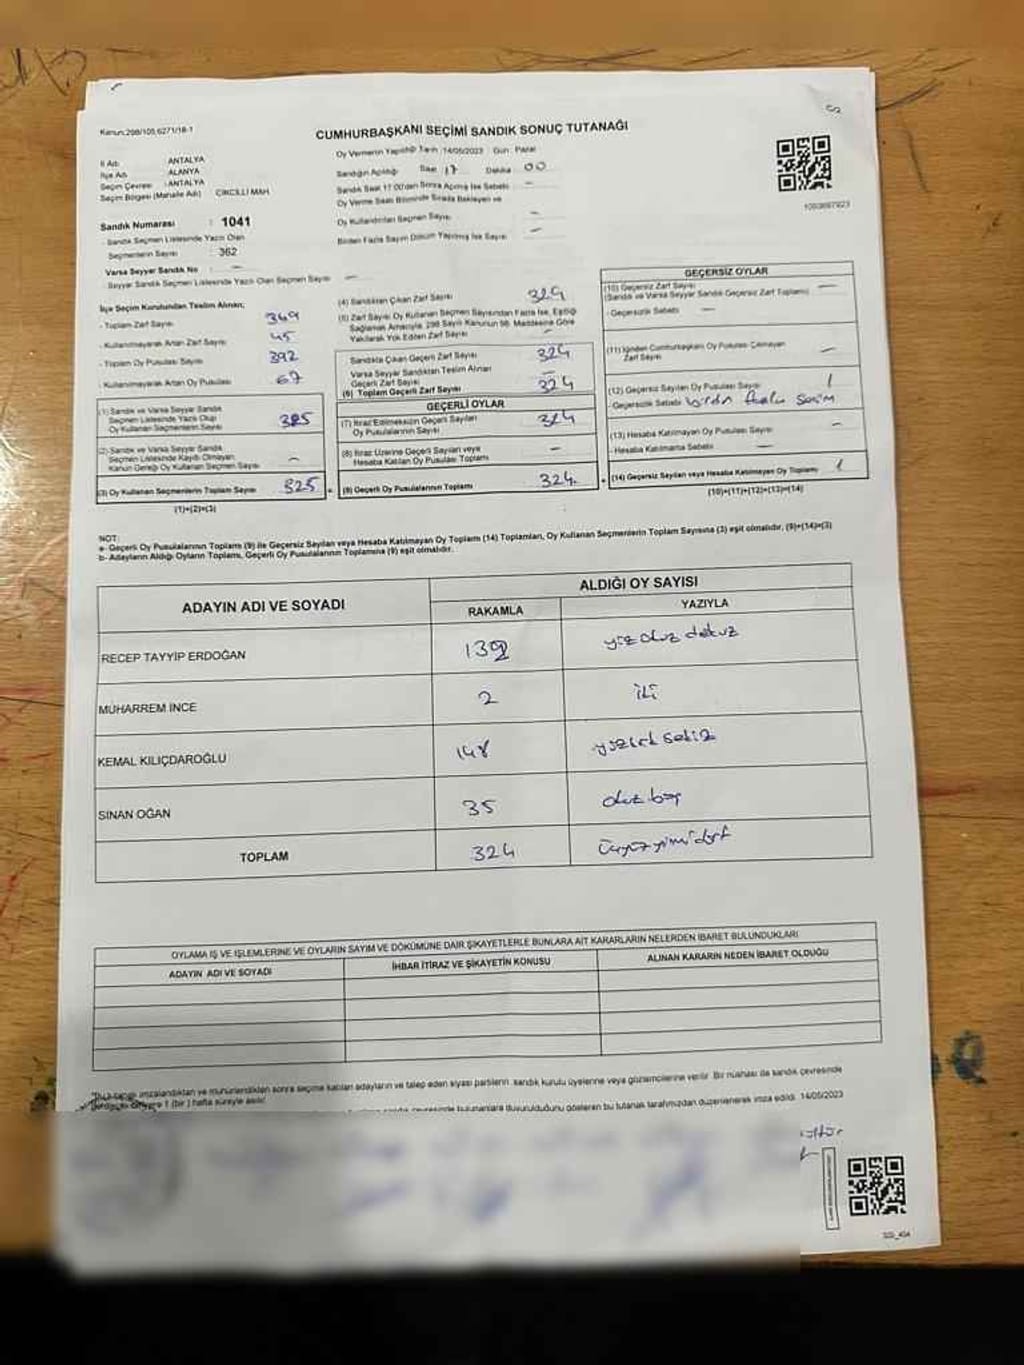 Kanun:298/105,6271/18-1
CUMHURBAŞKANI SEÇİMİ SANDIK SONUÇ TUTANAĞI
İl Adı: ANTALYA
İlçe Adı: ALANYA
Seçim Çevresi :ANTALYA
Seçim Bölgesi (Mahalle Adı) CİKCİLLİ MAH.
Sandık Numarası : 1041
- Sandık Seçmen Listesinde Yazılı Olan
Seçmenlerin Sayısı : 362
Varsa Seyyar Sandık No : —
- Seyyar Sandık Seçmen Listesinde Yazılı Olan Seçmen Sayısı —
Oy Vermenin Yapıldığı Tarih :14/05/2023 Gün : Pazar
Sandığın Açıldığı Saat 17 Dakika 00
Sandık Saat 17.00'den Sonra Açılmış İse Sebebi —
Oy Verme Saati Bitiminde Sırada Bekleyen ve
Oy Kullandırılan Seçmen Sayısı —
Birden Fazla Sayım Döküm Yapılmış İse Sayısı —
İlçe Seçim Kurulundan Teslim Alınan;
- Toplam Zarf Sayısı 369
- Kullanılmayarak Artan Zarf Sayısı 45
- Toplam Oy Pusulası Sayısı 392
- Kullanılmayarak Artan Oy Pusulası 67
(1) Sandık ve Varsa Seyyar Sandık
Seçmen Listesinde Yazılı Olup
Oy Kullanan Seçmenlerin Sayısı 325
(2) Sandık ve Varsa Seyyar Sandık
Seçmen Listesinde Kayıtlı Olmayan
Kanun Gereği Oy Kullanan Seçmen Sayısı —
(3) Oy Kullanan Seçmenlerin Toplam Sayısı 325
(1)+(2)=(3)
(4) Sandıktan Çıkan Zarf Sayısı 324
(5) Zarf Sayısı Oy Kullanan Seçmen Sayısından Fazla İse, Eşitliği
Sağlamak Amacıyla, 298 Sayılı Kanunun 98. Maddesine Göre
Yakılarak Yok Edilen Zarf Sayısı —
Sandıkta Çıkan Geçerli Zarf Sayısı 324
Varsa Seyyar Sandıktan Teslim Alınan
Geçerli Zarf Sayısı —
(6) Toplam Geçerli Zarf Sayısı 324
GEÇERLİ OYLAR
(7) İtiraz Edilmeksizin Geçerli Sayılan
Oy Pusulalarının Sayısı 324
(8) İtiraz Üzerine Geçerli Sayılan veya
Hesaba Katılan Oy Pusulası Toplamı —
(9) Geçerli Oy Pusulalarının Toplamı 324
GEÇERSİZ OYLAR
(10) Geçersiz Zarf Sayısı —
(Sandık ve Varsa Seyyar Sandık Geçersiz Zarf Toplamı)
- Geçersizlik Sebebi —
(11) İçinden Cumhurbaşkanı Oy Pusulası Çıkmayan
Zarf Sayısı —
(12) Geçersiz Sayılan Oy Pusulası Sayısı 1
- Geçersizlik Sebebi birden fazla seçim
(13) Hesaba Katılmayan Oy Pusulası Sayısı —
- Hesaba Katılmama Sebebi —
(14) Geçersiz Sayılan veya Hesaba Katılmayan Oy Toplamı 1
(10)+(11)+(12)+(13)=(14)
NOT:
a- Geçerli Oy Pusulalarının Toplamı (9) ile Geçersiz Sayılan veya Hesaba Katılmayan Oy Toplamı (14) Toplamları, Oy Kullanan Seçmenlerin Toplam Sayısına (3) eşit olmalıdır. (9)+(14)=(3)
b- Adayların Aldığı Oyların Toplamı, Geçerli Oy Pusulalarının Toplamına (9) eşit olmalıdır.
ADAYIN ADI VE SOYADI
ALDIĞI OY SAYISI
RAKAMLA YAZIYLA
RECEP TAYYİP ERDOĞAN 139 yüz otuz dokuz
MUHARREM İNCE 2 iki
KEMAL KILIÇDAROĞLU 148 yüzkırk sekiz
SİNAN OĞAN 35 otuz beş
TOPLAM 324 üçyüzyirmidört
OYLAMA İŞ VE İŞLEMLERİNE VE OYLARIN SAYIM VE DÖKÜMÜNE DAİR ŞİKAYETLERLE BUNLARA AİT KARARLARIN NELERDEN İBARET BULUNDUKLARI
ADAYIN ADI VE SOYADI İHBAR İTİRAZ VE ŞİKAYETİN KONUSU ALINAN KARARIN NEDEN İBARET OLDUĞU
imzalandıktan ve mühürlendikten sonra seçime katılan adayların ve talep eden siyasi partilerin sandık kurulu üyelerine veya gözlemcilerine verilir. Bir nüshası da sandık çevresinde
1 (bir) hafta süreyle asılır.
çevresinde bulunanlara duyurulduğunu gösteren bu tutanak tarafımızdan düzenlenerek imza edildi. 14/05/2023